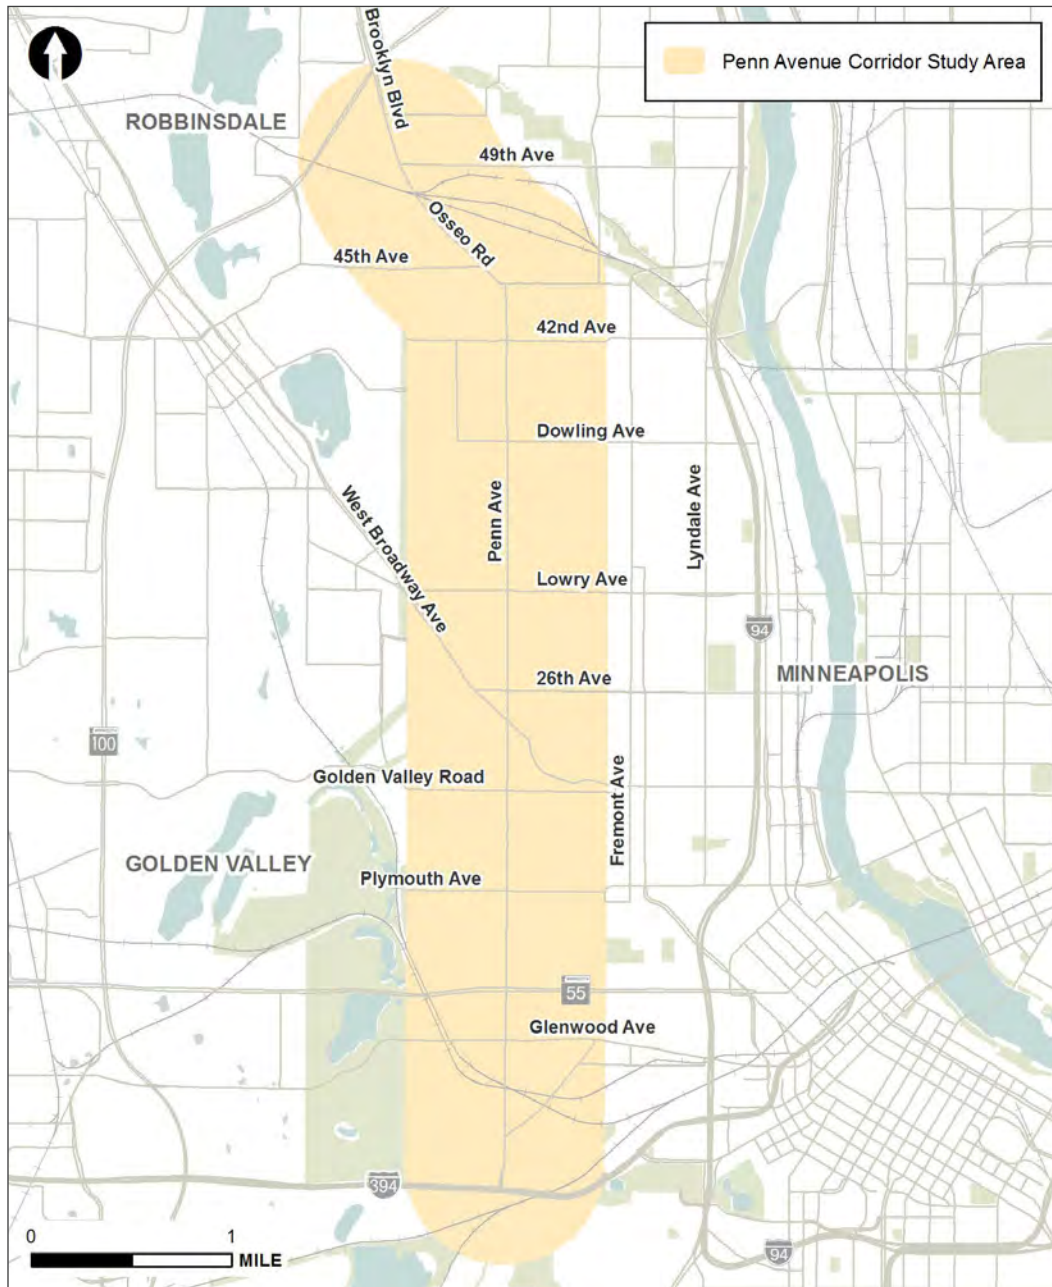 Penn Avenue Corridor Study Area
Brooklyn Blvd
ROBBINSDALE
49th Ave
Osseo Rd
45th Ave
42nd Ave
Dowling Ave
West Broadway Ave
Penn Ave
Lyndale Ave
Lowry Ave
94
MINNEAPOLIS
26th Ave
100
Golden Valley Road
Fremont Ave
GOLDEN VALLEY
Plymouth Ave
55
Glenwood Ave
394
0 1
MILE
94